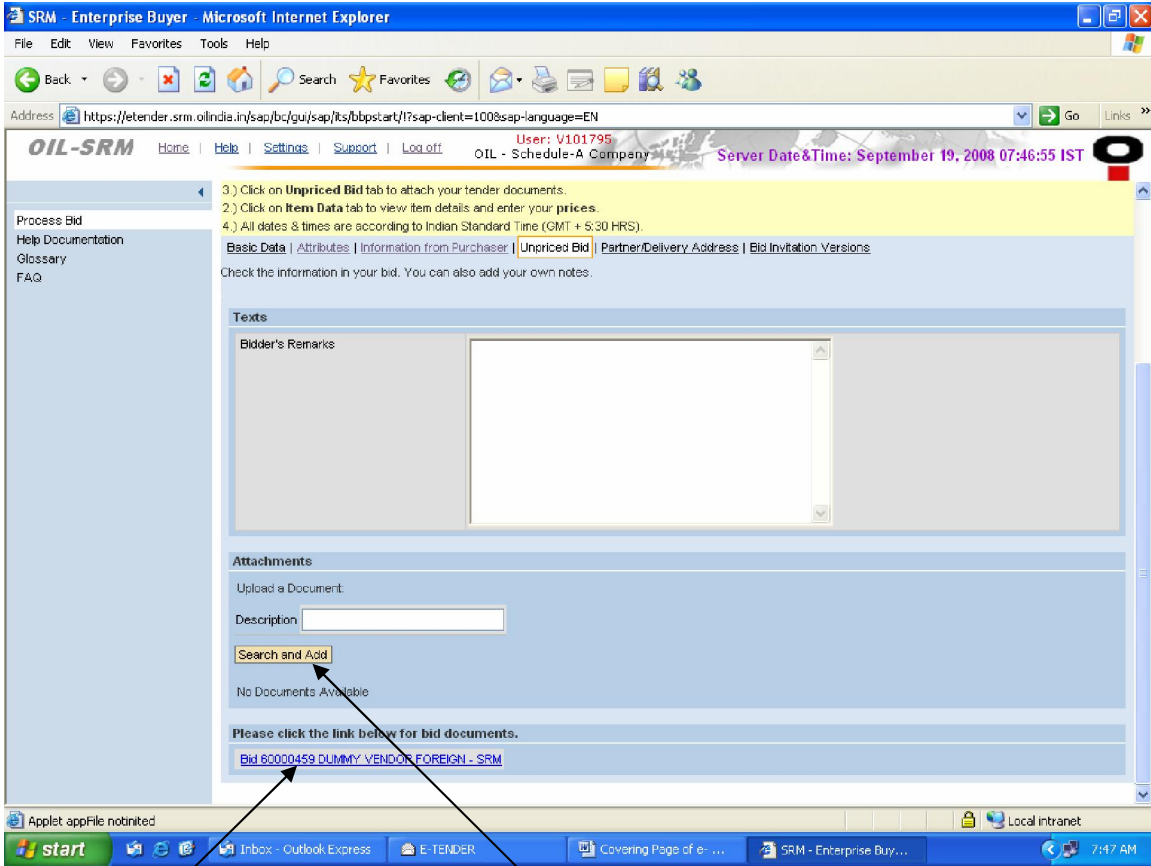 SRM - Enterprise Buyer - Microsoft Internet Explorer
File Edit View Favorites Tools Help
Back Search Favorites
Address https://etender.srm.oilindia.in/sap/bc/gui/sap/its/bbpstart/!?sap-client=100&sap-language=EN Go Links »
OIL-SRM Home | Help | Settings | Support | Log off
User: V101795
OIL - Schedule-A Company
Server Date&Time: September 19, 2008 07:46:55 IST
Process Bid
Help Documentation
Glossary
FAQ
3.) Click on Unpriced Bid tab to attach your tender documents.
2.) Click on Item Data tab to view item details and enter your prices.
4.) All dates & times are according to Indian Standard Time (GMT + 5:30 HRS).
Basic Data | Attributes | Information from Purchaser | Unpriced Bid | Partner/Delivery Address | Bid Invitation Versions
Check the information in your bid. You can also add your own notes.
Texts
Bidder's Remarks
Attachments
Upload a Document:
Description
Search and Add
No Documents Available
Please click the link below for bid documents.
Bid 60000459 DUMMY VENDOR FOREIGN - SRM
Applet appFile notinited Local intranet
start Inbox - Outlook Express E-TENDER Covering Page of e- ... SRM - Enterprise Buy... 7:47 AM